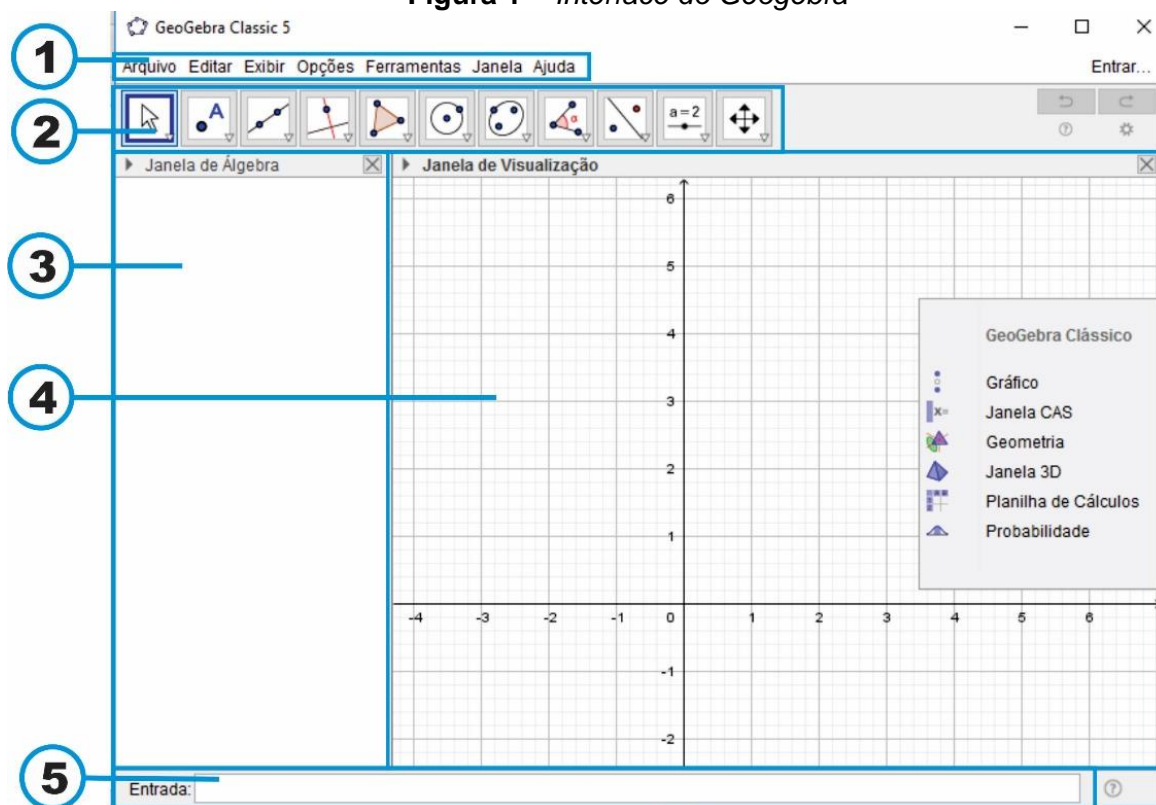 Figura 1 – Interface do Geogebra
GeoGebra Classic 5
1
Arquivo Editar Exibir Opções Ferramentas Janela Ajuda
Entrar...
2
A
α
a=2
Janela de Álgebra
Janela de Visualização
3
4
5
6
5
4
3
2
1
-1
-2
-4 -3 -2 -1 0 1 2 3 4 5 6
GeoGebra Clássico
Gráfico
x= Janela CAS
Geometria
Janela 3D
Planilha de Cálculos
Probabilidade
Entrada: